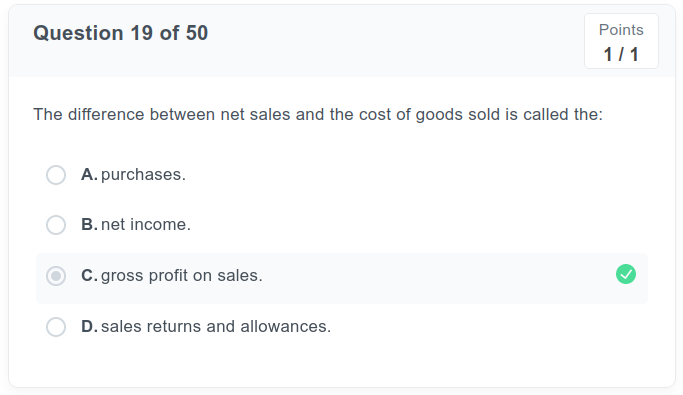 Question 19 of 50
Points
1 / 1
The difference between net sales and the cost of goods sold is called the:
A. purchases.
B. net income.
C. gross profit on sales.
D. sales returns and allowances.